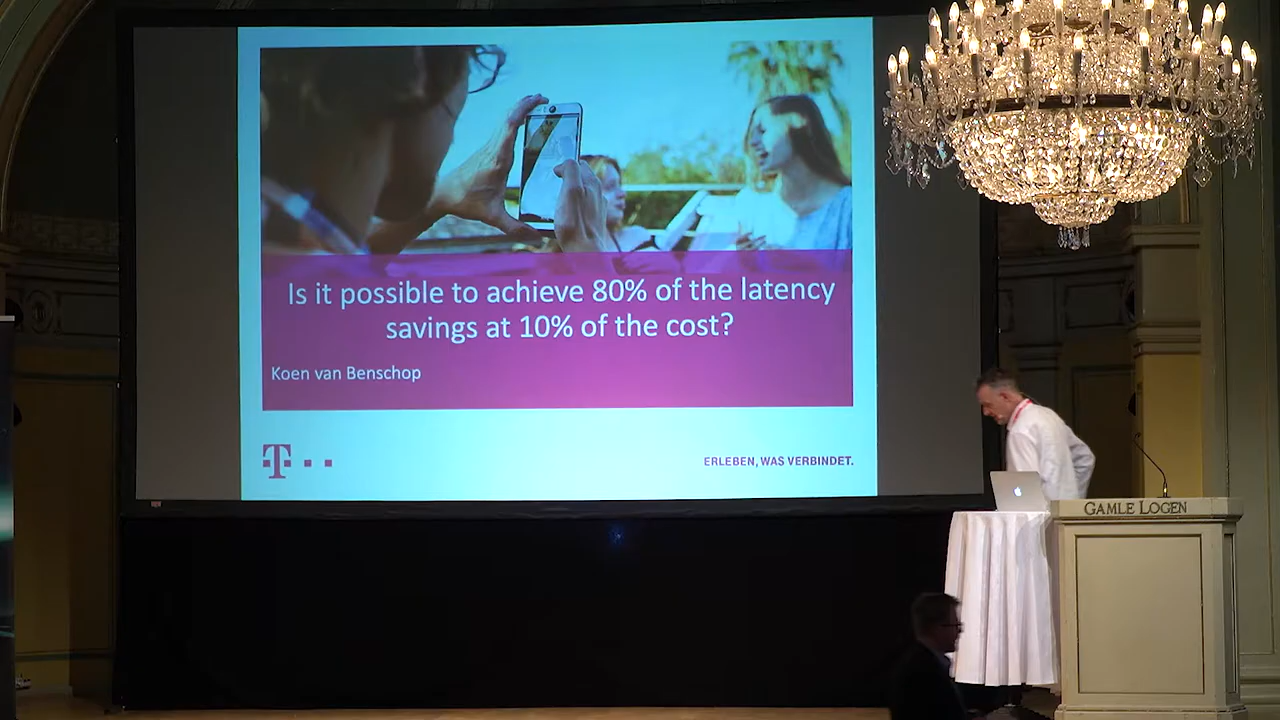 Is it possible to achieve 80% of the latency
savings at 10% of the cost?
Koen van Benschop
T
ERLEBEN, WAS VERBINDET.
GAMLE LOGEN